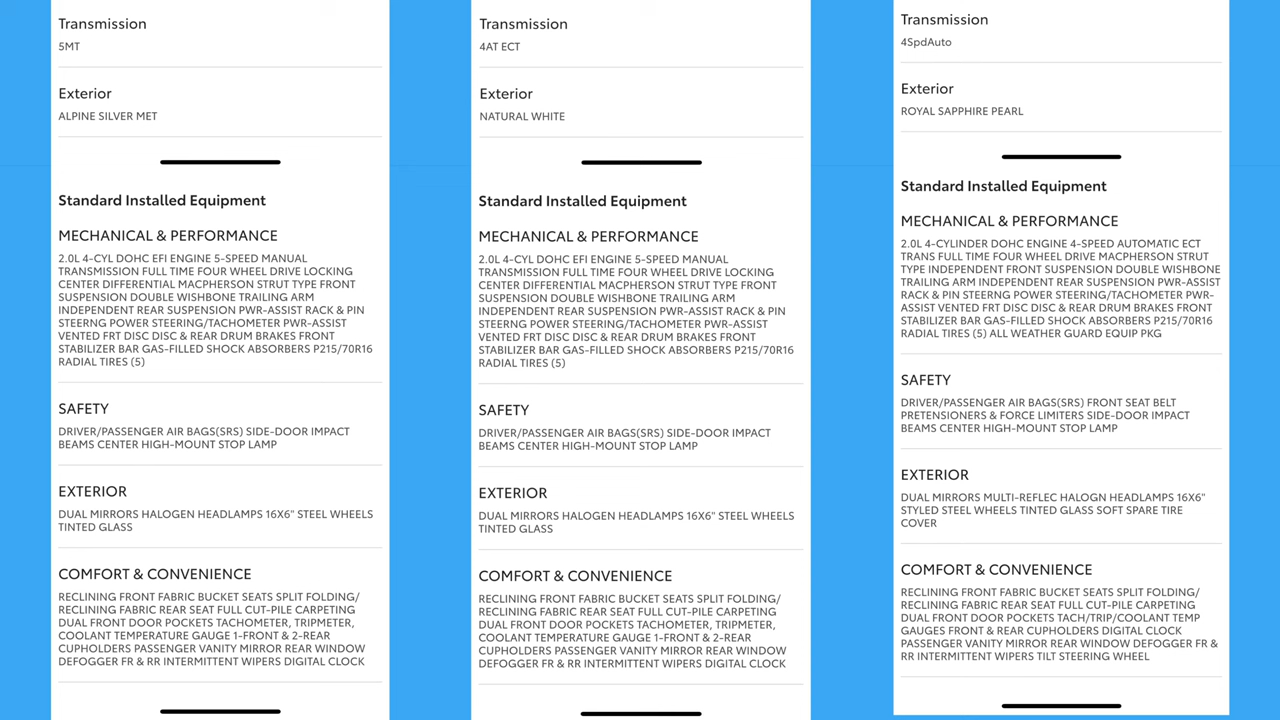 Transmission
5MT
Exterior
ALPINE SILVER MET
Standard Installed Equipment
MECHANICAL & PERFORMANCE
2.0L 4-CYL DOHC EFI ENGINE 5-SPEED MANUAL
TRANSMISSION FULL TIME FOUR WHEEL DRIVE LOCKING
CENTER DIFFERENTIAL MACPHERSON STRUT TYPE FRONT
SUSPENSION DOUBLE WISHBONE TRAILING ARM
INDEPENDENT REAR SUSPENSION PWR-ASSIST RACK & PIN
STEERNG POWER STEERING/TACHOMETER PWR-ASSIST
VENTED FRT DISC DISC & REAR DRUM BRAKES FRONT
STABILIZER BAR GAS-FILLED SHOCK ABSORBERS P215/70R16
RADIAL TIRES (5)
SAFETY
DRIVER/PASSENGER AIR BAGS(SRS) SIDE-DOOR IMPACT
BEAMS CENTER HIGH-MOUNT STOP LAMP
EXTERIOR
DUAL MIRRORS HALOGEN HEADLAMPS 16X6" STEEL WHEELS
TINTED GLASS
COMFORT & CONVENIENCE
RECLINING FRONT FABRIC BUCKET SEATS SPLIT FOLDING/
RECLINING FABRIC REAR SEAT FULL CUT-PILE CARPETING
DUAL FRONT DOOR POCKETS TACHOMETER, TRIPMETER,
COOLANT TEMPERATURE GAUGE 1-FRONT & 2-REAR
CUPHOLDERS PASSENGER VANITY MIRROR REAR WINDOW
DEFOGGER FR & RR INTERMITTENT WIPERS DIGITAL CLOCK
Transmission
4AT ECT
Exterior
NATURAL WHITE
Standard Installed Equipment
MECHANICAL & PERFORMANCE
2.0L 4-CYL DOHC EFI ENGINE 5-SPEED MANUAL
TRANSMISSION FULL TIME FOUR WHEEL DRIVE LOCKING
CENTER DIFFERENTIAL MACPHERSON STRUT TYPE FRONT
SUSPENSION DOUBLE WISHBONE TRAILING ARM
INDEPENDENT REAR SUSPENSION PWR-ASSIST RACK & PIN
STEERNG POWER STEERING/TACHOMETER PWR-ASSIST
VENTED FRT DISC DISC & REAR DRUM BRAKES FRONT
STABILIZER BAR GAS-FILLED SHOCK ABSORBERS P215/70R16
RADIAL TIRES (5)
SAFETY
DRIVER/PASSENGER AIR BAGS(SRS) SIDE-DOOR IMPACT
BEAMS CENTER HIGH-MOUNT STOP LAMP
EXTERIOR
DUAL MIRRORS HALOGEN HEADLAMPS 16X6" STEEL WHEELS
TINTED GLASS
COMFORT & CONVENIENCE
RECLINING FRONT FABRIC BUCKET SEATS SPLIT FOLDING/
RECLINING FABRIC REAR SEAT FULL CUT-PILE CARPETING
DUAL FRONT DOOR POCKETS TACHOMETER, TRIPMETER,
COOLANT TEMPERATURE GAUGE 1-FRONT & 2-REAR
CUPHOLDERS PASSENGER VANITY MIRROR REAR WINDOW
DEFOGGER FR & RR INTERMITTENT WIPERS DIGITAL CLOCK
Transmission
4SpdAuto
Exterior
ROYAL SAPPHIRE PEARL
Standard Installed Equipment
MECHANICAL & PERFORMANCE
2.0L 4-CYLINDER DOHC ENGINE 4-SPEED AUTOMATIC ECT
TRANS FULL TIME FOUR WHEEL DRIVE MACPHERSON STRUT
TYPE INDEPENDENT FRONT SUSPENSION DOUBLE WISHBONE
TRAILING ARM INDEPENDENT REAR SUSPENSION PWR-ASSIST
RACK & PIN STEERNG POWER STEERING/TACHOMETER PWR-
ASSIST VENTED FRT DISC DISC & REAR DRUM BRAKES FRONT
STABILIZER BAR GAS-FILLED SHOCK ABSORBERS P215/70R16
RADIAL TIRES (5) ALL WEATHER GUARD EQUIP PKG
SAFETY
DRIVER/PASSENGER AIR BAGS(SRS) FRONT SEAT BELT
PRETENSIONERS & FORCE LIMITERS SIDE-DOOR IMPACT
BEAMS CENTER HIGH-MOUNT STOP LAMP
EXTERIOR
DUAL MIRRORS MULTI-REFLEC HALOGN HEADLAMPS 16X6"
STYLED STEEL WHEELS TINTED GLASS SOFT SPARE TIRE
COVER
COMFORT & CONVENIENCE
RECLINING FRONT FABRIC BUCKET SEATS SPLIT FOLDING/
RECLINING FABRIC REAR SEAT FULL CUT-PILE CARPETING
DUAL FRONT DOOR POCKETS TACH/TRIP/COOLANT TEMP
GAUGES FRONT & REAR CUPHOLDERS DIGITAL CLOCK
PASSENGER VANITY MIRROR REAR WINDOW DEFOGGER FR &
RR INTERMITTENT WIPERS TILT STEERING WHEEL